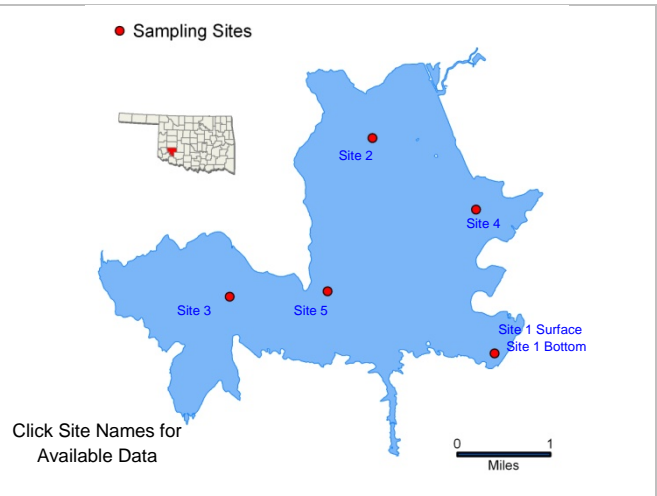 Sampling Sites
Site 2
Site 4
Site 3
Site 5
Site 1 Surface
Site 1 Bottom
Click Site Names for
Available Data
0 1
Miles